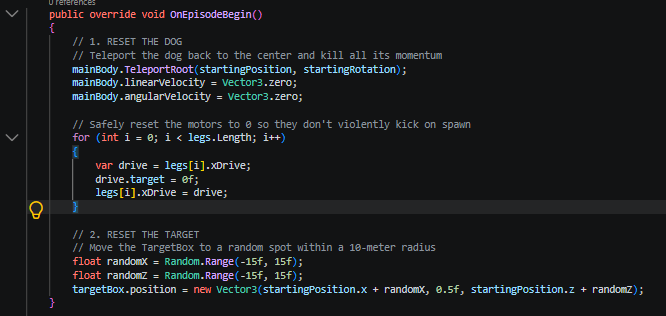 0 references
public override void OnEpisodeBegin()
{
// 1. RESET THE DOG
// Teleport the dog back to the center and kill all its momentum
mainBody.TeleportRoot(startingPosition, startingRotation);
mainBody.linearVelocity = Vector3.zero;
mainBody.angularVelocity = Vector3.zero;
// Safely reset the motors to 0 so they don't violently kick on spawn
for (int i = 0; i < legs.Length; i++)
{
var drive = legs[i].xDrive;
drive.target = 0f;
legs[i].xDrive = drive;
}
// 2. RESET THE TARGET
// Move the TargetBox to a random spot within a 10-meter radius
float randomX = Random.Range(-15f, 15f);
float randomZ = Random.Range(-15f, 15f);
targetBox.position = new Vector3(startingPosition.x + randomX, 0.5f, startingPosition.z + randomZ);
}